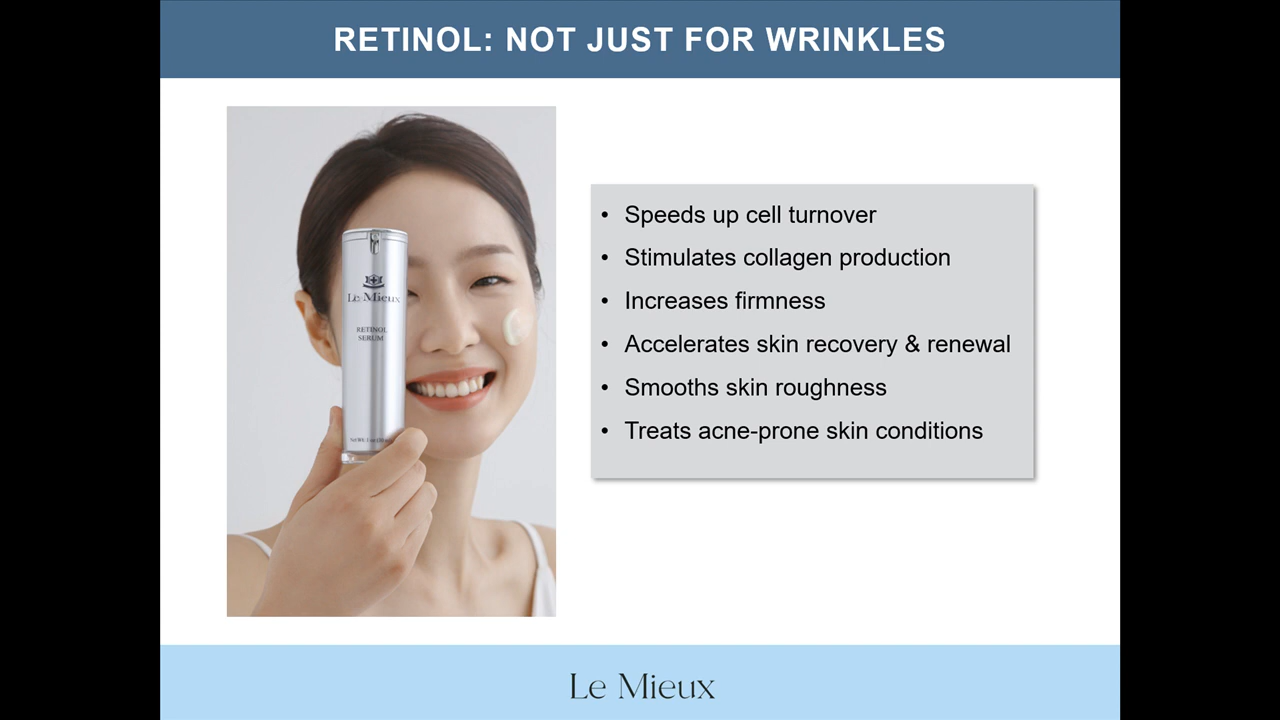 RETINOL: NOT JUST FOR WRINKLES
Le Mieux
RETINOL
SERUM
• Speeds up cell turnover
• Stimulates collagen production
• Increases firmness
• Accelerates skin recovery & renewal
• Smooths skin roughness
• Treats acne-prone skin conditions
Le Mieux